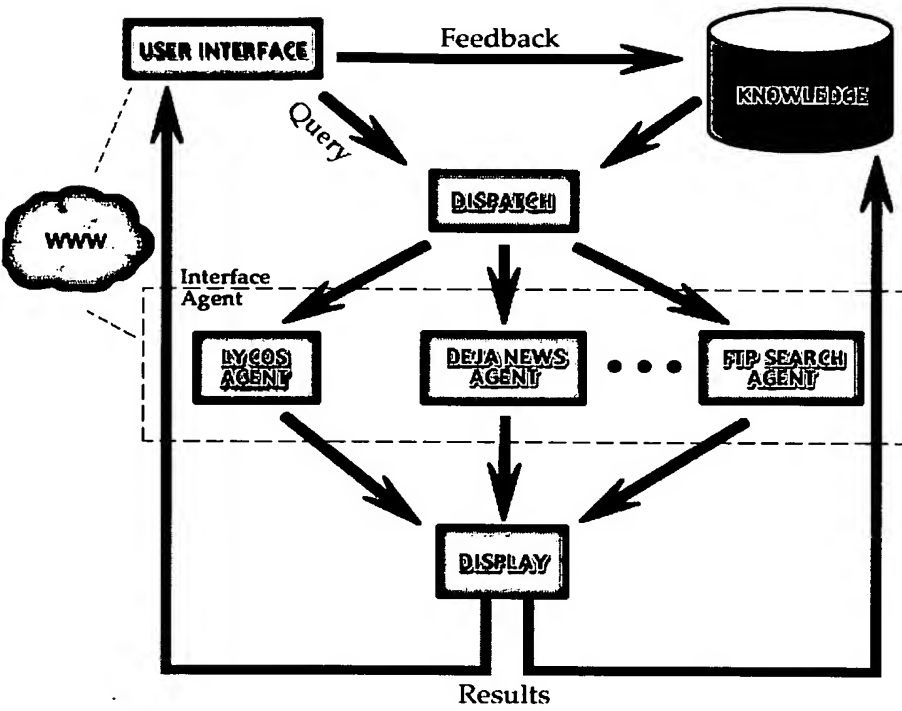 USER INTERFACE
Feedback
KNOWLEDGE
Query
DISPATCH
WWW
Interface
Agent
LYCOS
AGENT
DEJA NEWS
AGENT
FTP SEARCH
AGENT
DISPLAY
Results